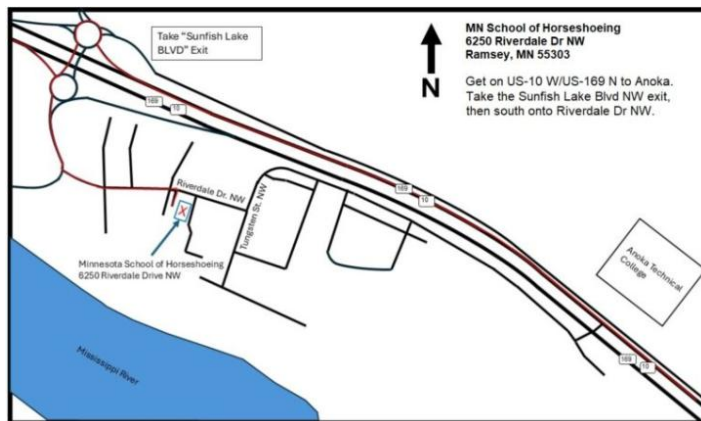 Take "Sunfish Lake
BLVD" Exit
N
MN School of Horseshoeing
6250 Riverdale Dr NW
Ramsey, MN 55303
Get on US-10 W/US-169 N to Anoka.
Take the Sunfish Lake Blvd NW exit,
then south onto Riverdale Dr NW.
169
10
Riverdale Dr. NW
X
Tungsten St. NW
169
10
Minnesota School of Horseshoeing
6250 Riverdale Drive NW
Anoka Technical
College
Mississippi River
169
10